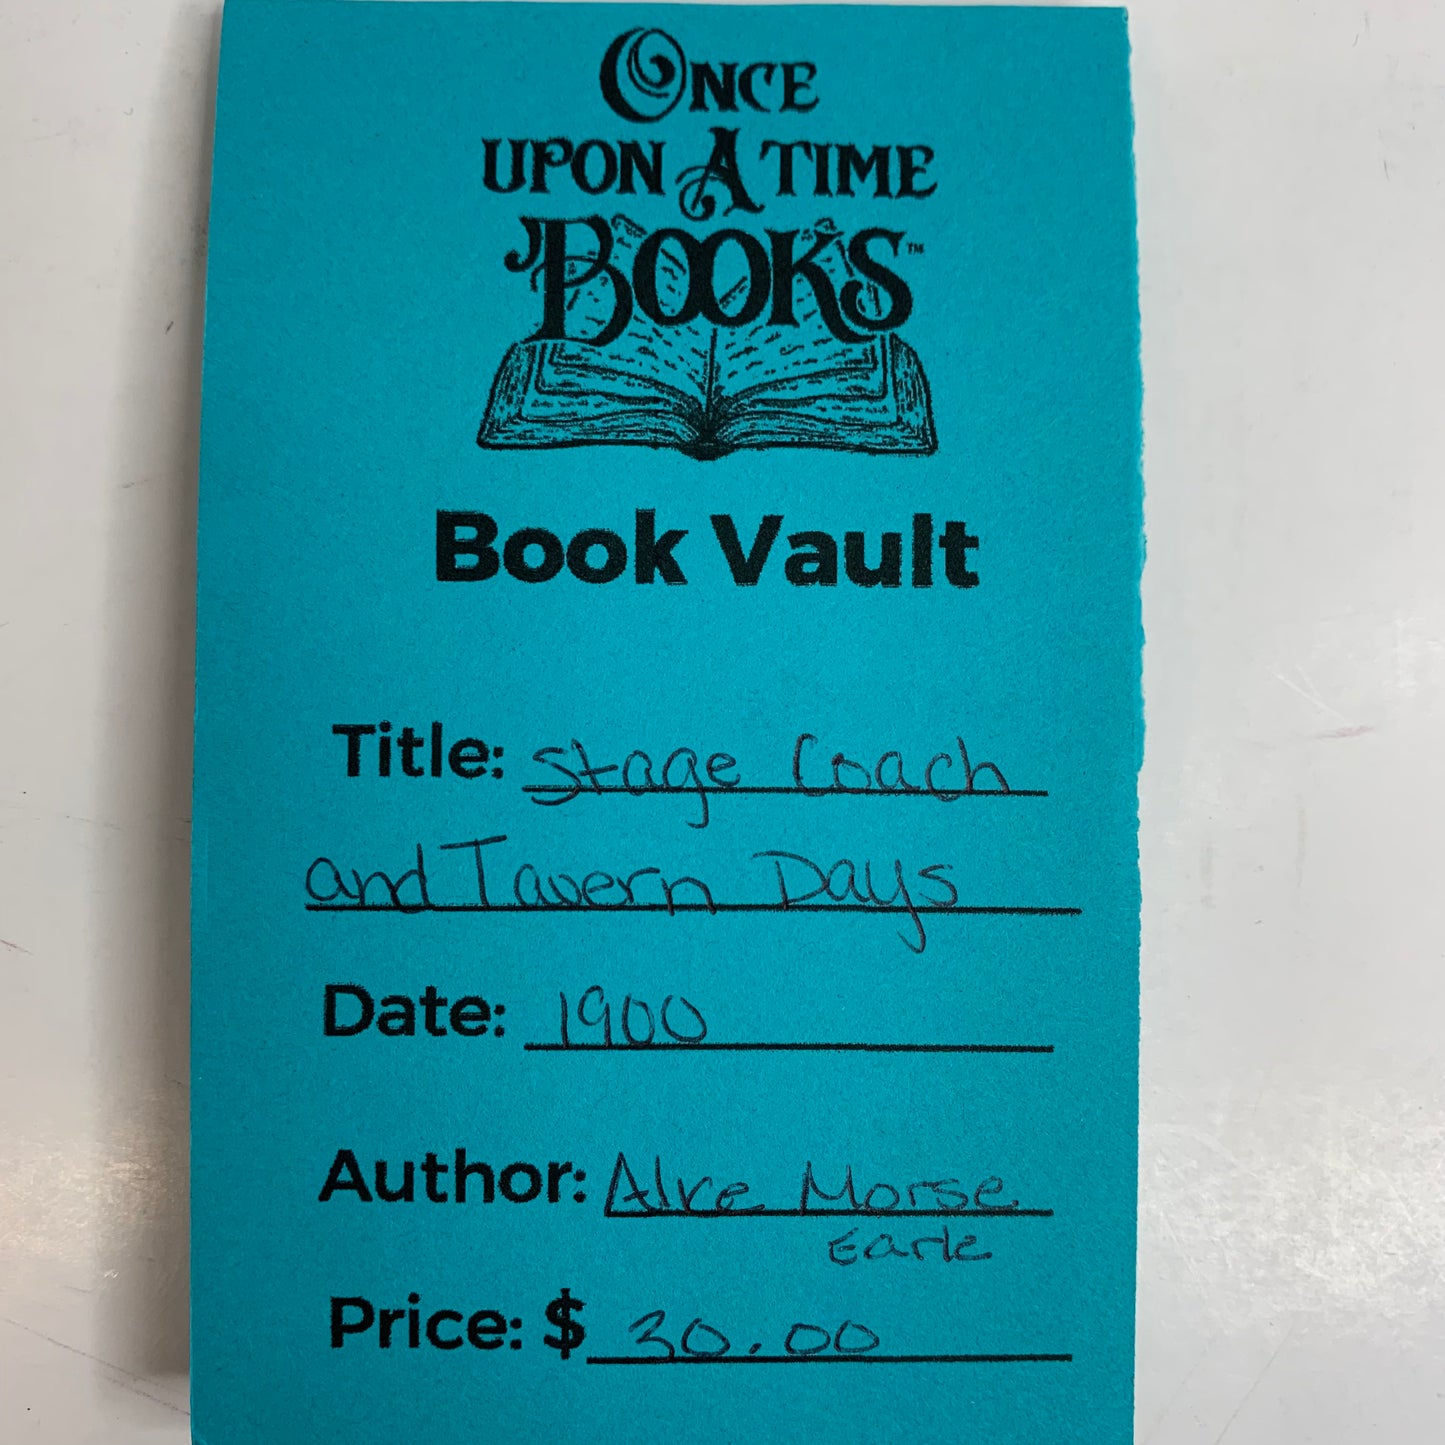 ONCE
UPON A TIME
BOOKS™
Book Vault
Title: Stage Coach
and Tavern Days
Date: 1900
Author: Alice Morse
Earle
Price: $ 30.00